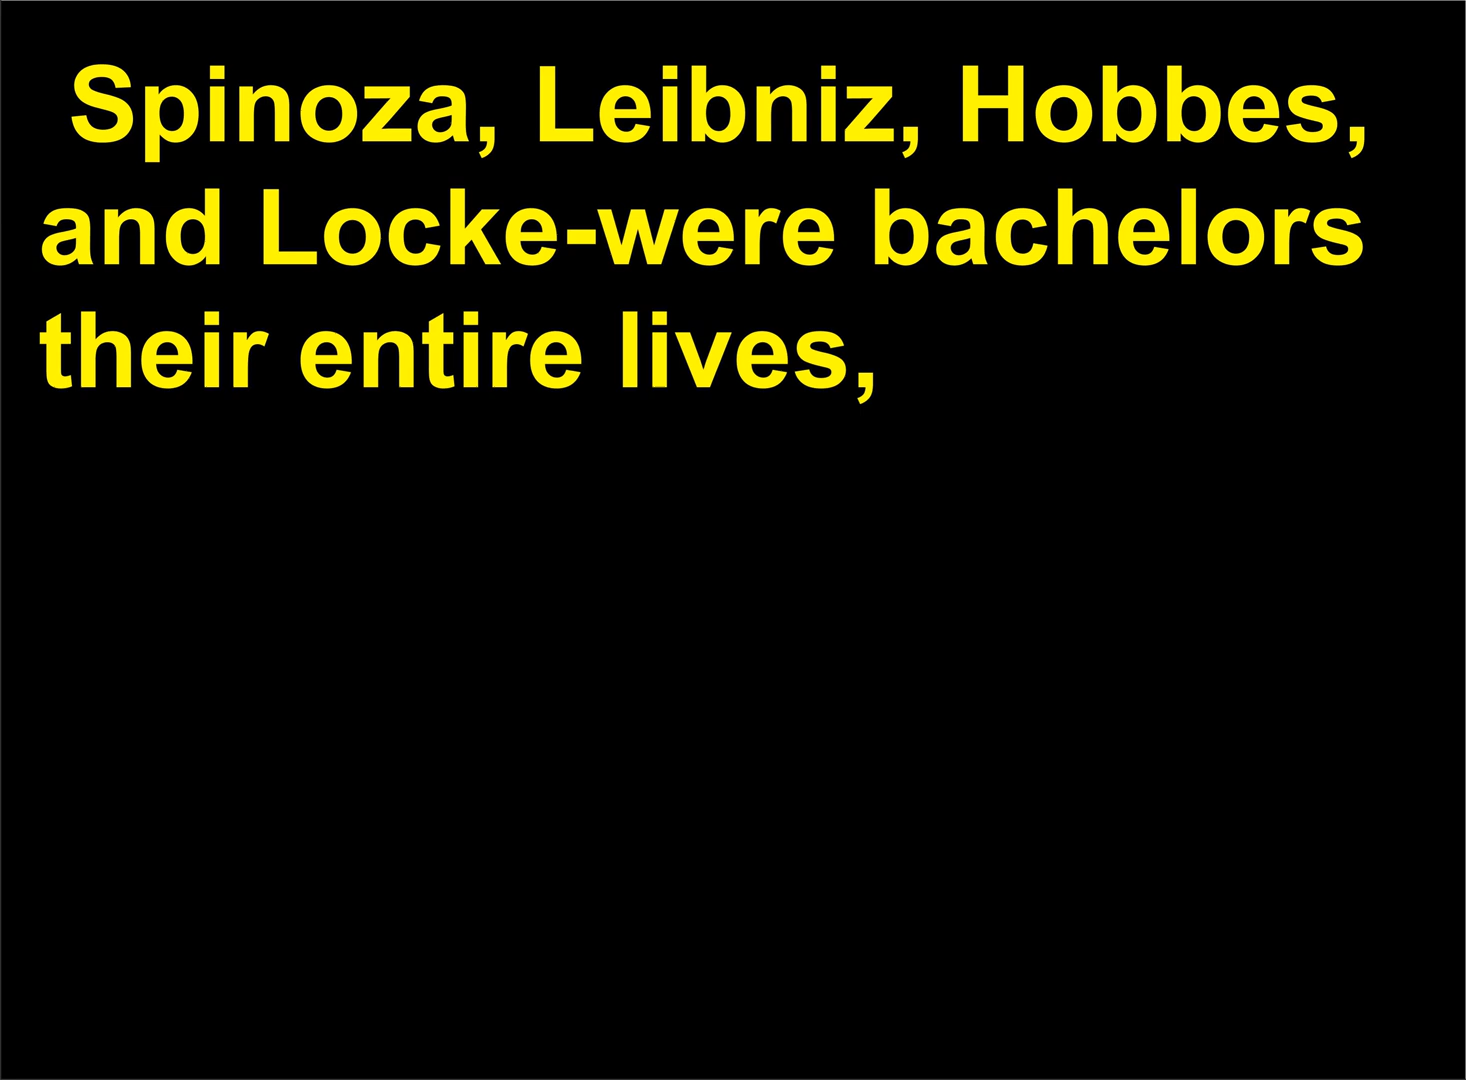 Spinoza, Leibniz, Hobbes,
and Locke-were bachelors
their entire lives,